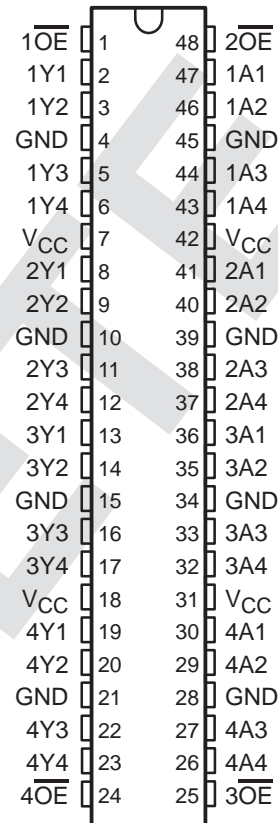 1O̅E̅ 1 48 2O̅E̅
1Y1 2 47 1A1
1Y2 3 46 1A2
GND 4 45 GND
1Y3 5 44 1A3
1Y4 6 43 1A4
VCC 7 42 VCC
2Y1 8 41 2A1
2Y2 9 40 2A2
GND 10 39 GND
2Y3 11 38 2A3
2Y4 12 37 2A4
3Y1 13 36 3A1
3Y2 14 35 3A2
GND 15 34 GND
3Y3 16 33 3A3
3Y4 17 32 3A4
VCC 18 31 VCC
4Y1 19 30 4A1
4Y2 20 29 4A2
GND 21 28 GND
4Y3 22 27 4A3
4Y4 23 26 4A4
4O̅E̅ 24 25 3O̅E̅